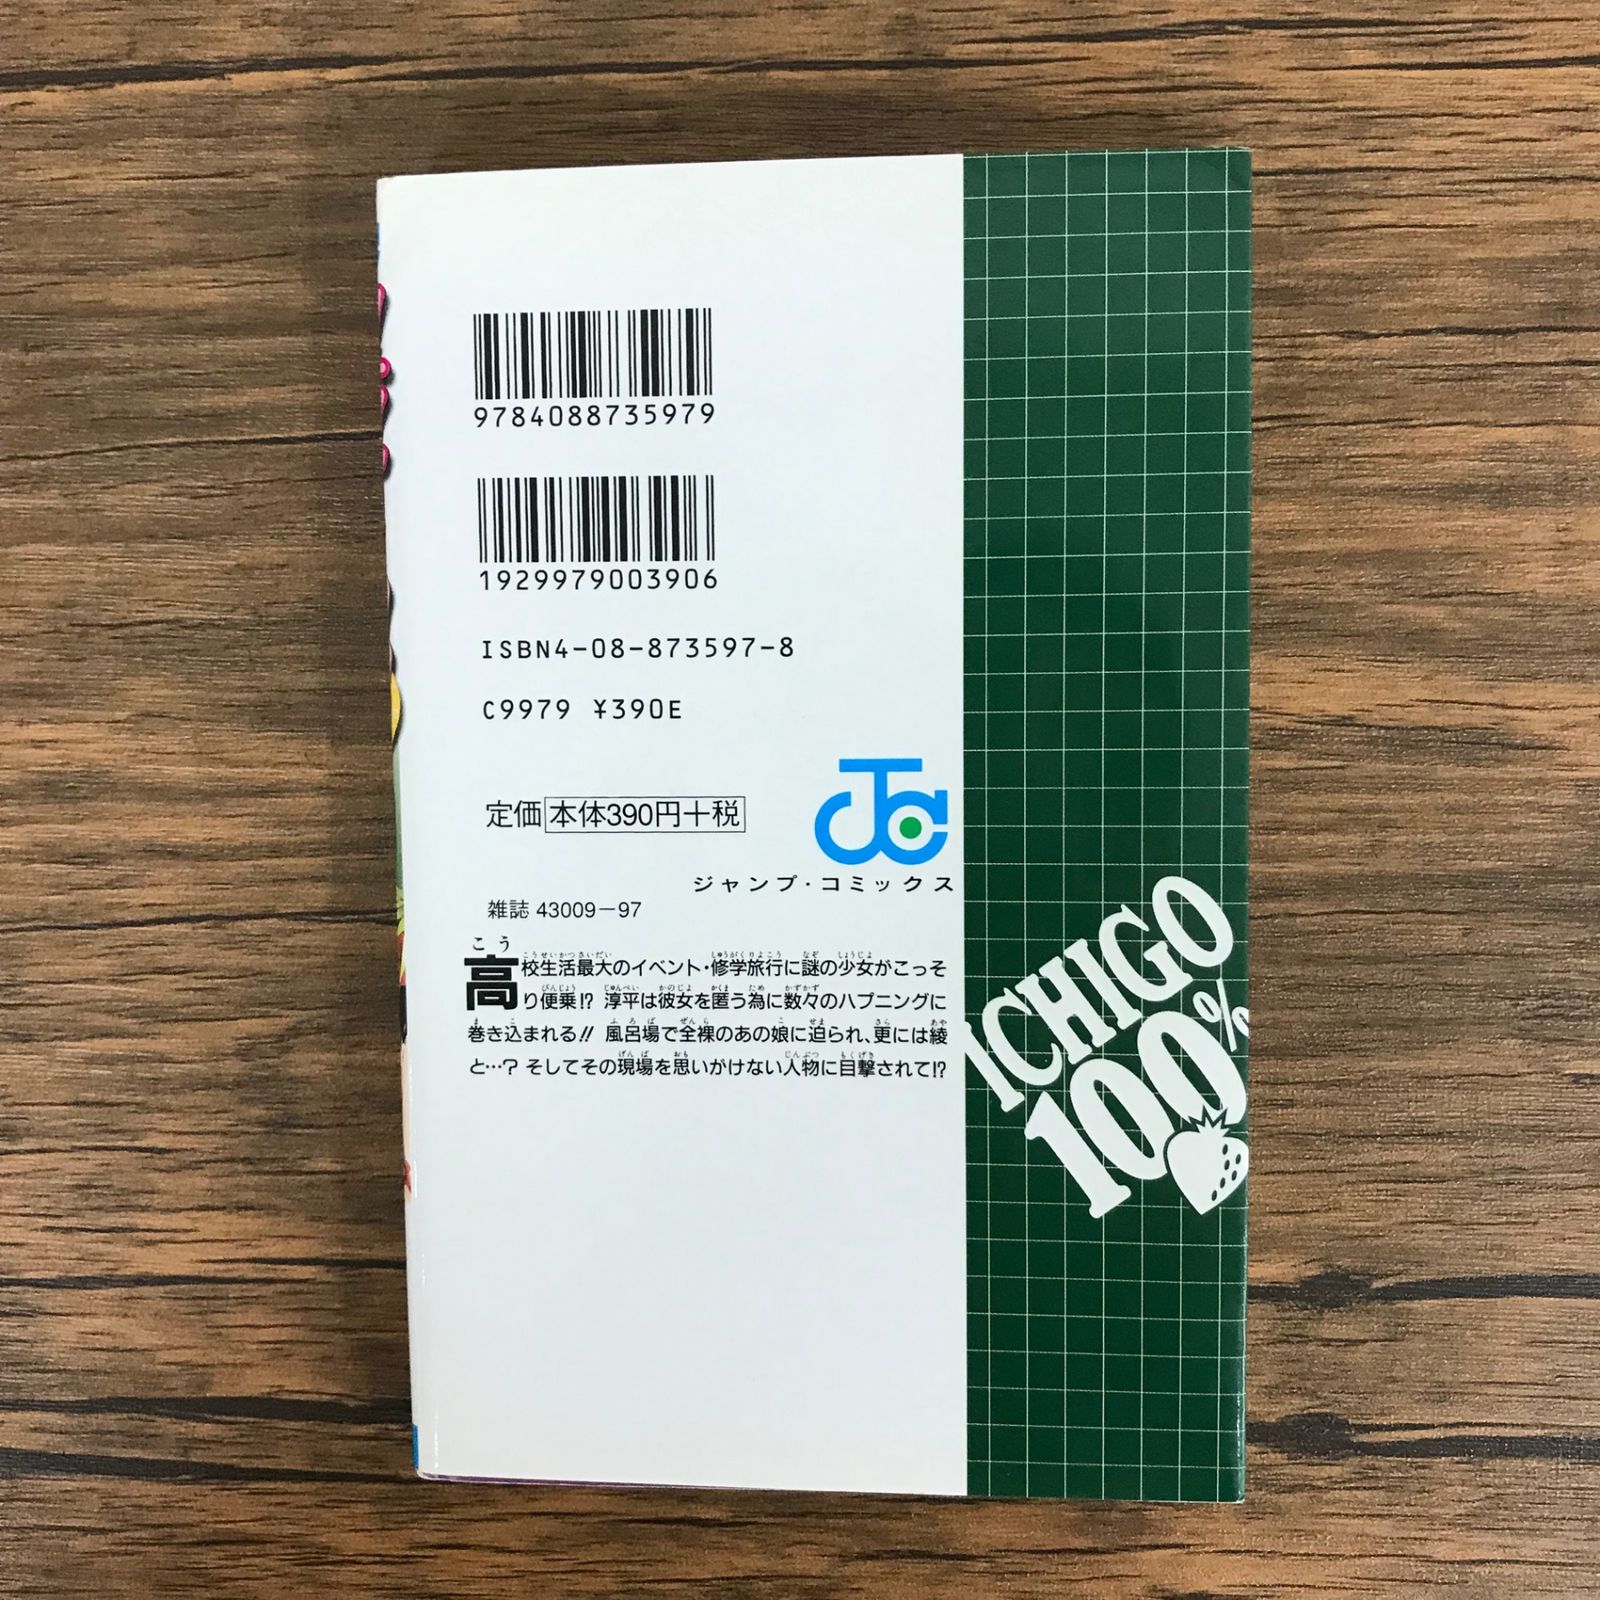 9784088735979
1929979003906
ISBN4-08-873597-8
C9979 ¥390E
定価 本体390円+税
ジャンプ・コミックス
雑誌 43009-97
高校生活最大のイベント・修学旅行に謎の少女がこっそ
り便乗!? 淳平は彼女を匿う為に数々のハプニングに
巻き込まれる!! 風呂場で全裸のあの娘に迫られ、更には綾
と…? そしてその現場を思いがけない人物に目撃されて!?
ICHIGO
100%